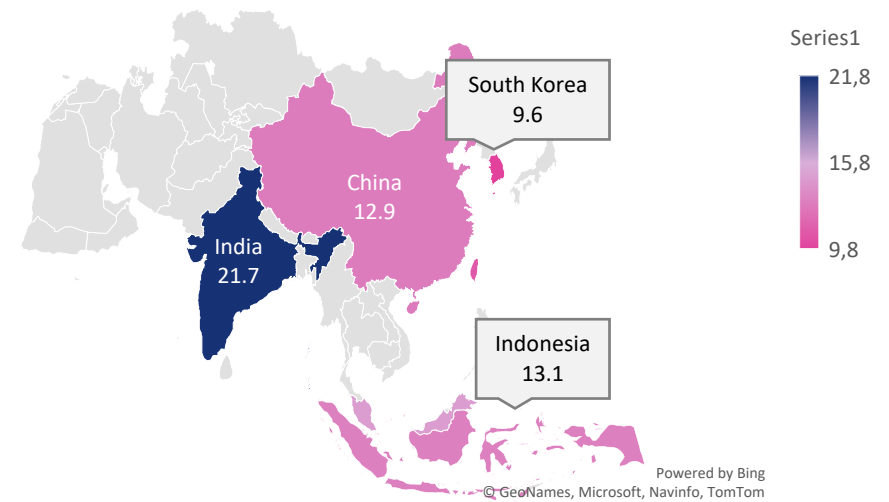 Series1
21,8
15,8
9,8
South Korea
9.6
China
12.9
India
21.7
Indonesia
13.1
Powered by Bing
© GeoNames, Microsoft, Navinfo, TomTom